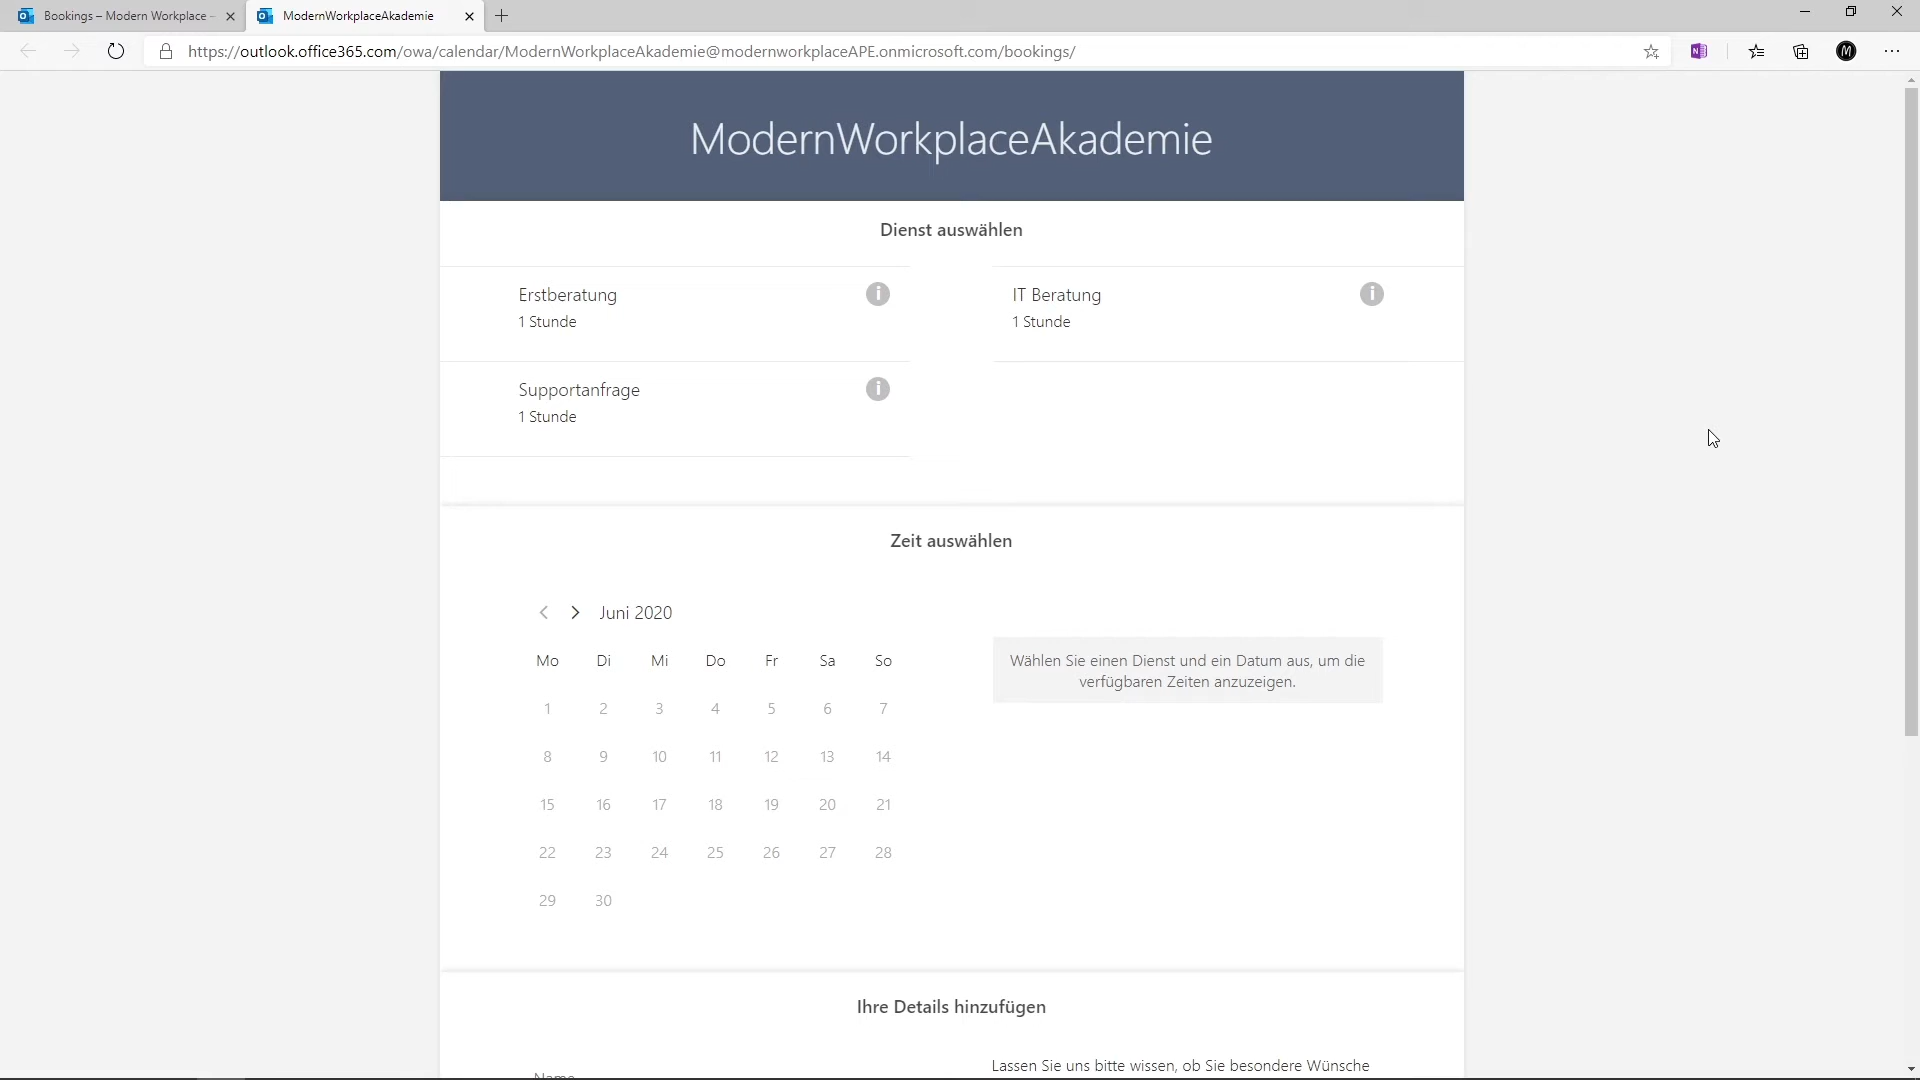 Bookings – Modern Workplace –
ModernWorkplaceAkademie
https://outlook.office365.com/owa/calendar/ModernWorkplaceAkademie@modernworkplaceAPE.onmicrosoft.com/bookings/
M
ModernWorkplaceAkademie
Dienst auswählen
Erstberatung
1 Stunde
IT Beratung
1 Stunde
Supportanfrage
1 Stunde
Zeit auswählen
Juni 2020
Mo Di Mi Do Fr Sa So
1 2 3 4 5 6 7
8 9 10 11 12 13 14
15 16 17 18 19 20 21
22 23 24 25 26 27 28
29 30
Wählen Sie einen Dienst und ein Datum aus, um die
verfügbaren Zeiten anzuzeigen.
Ihre Details hinzufügen
Name
Lassen Sie uns bitte wissen, ob Sie besondere Wünsche